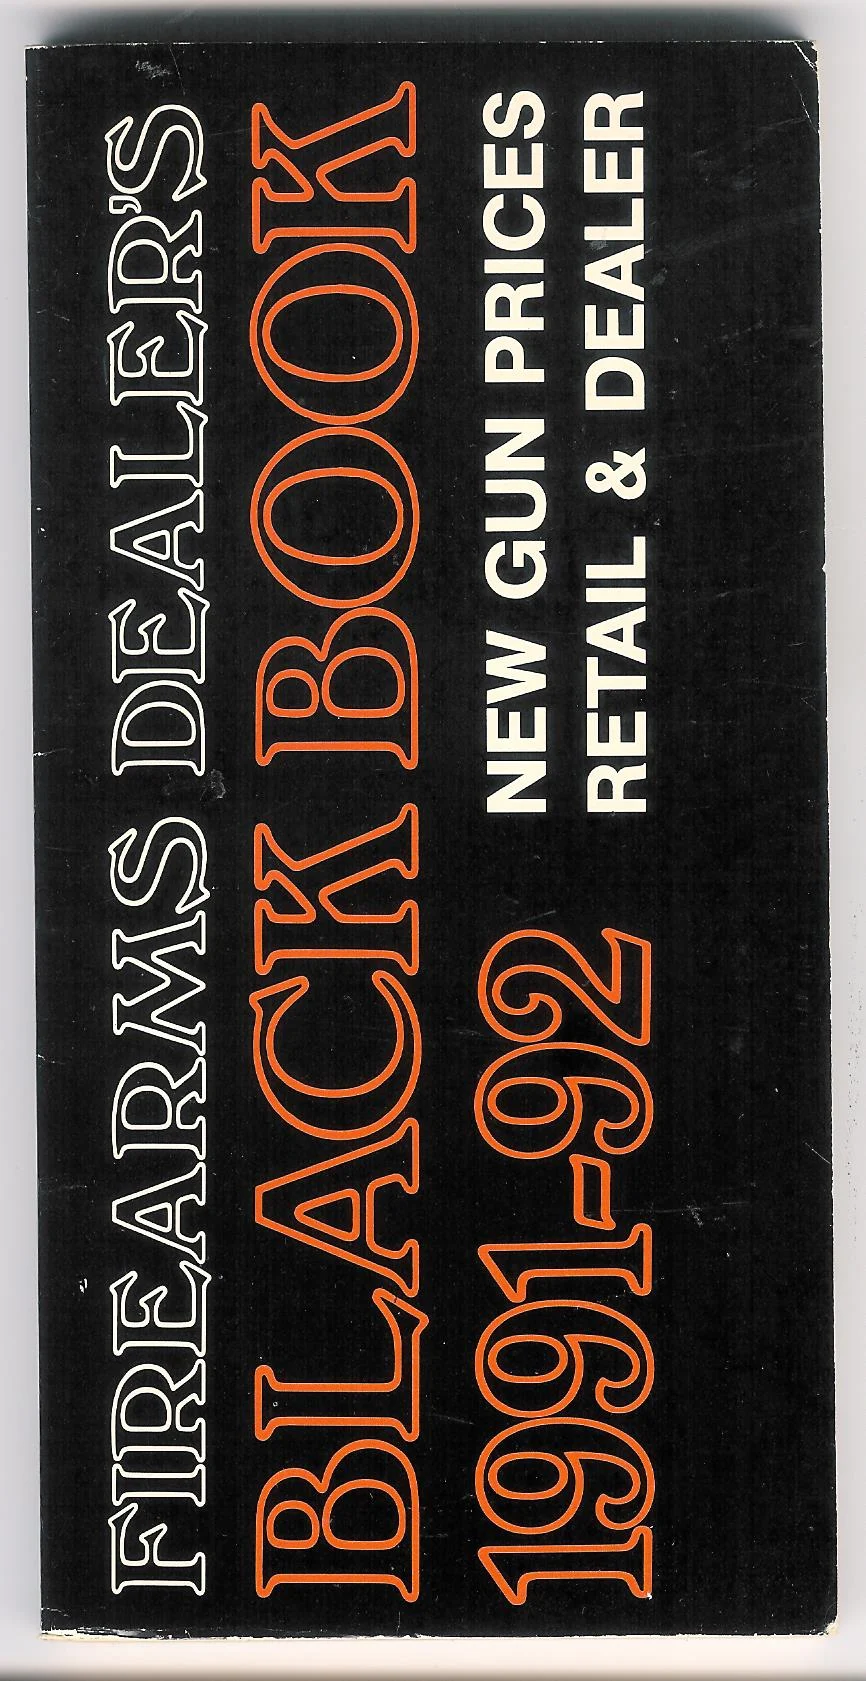 FIREARMS DEALER'S
BLACK BOOK
1991-92
NEW GUN PRICES
RETAIL & DEALER